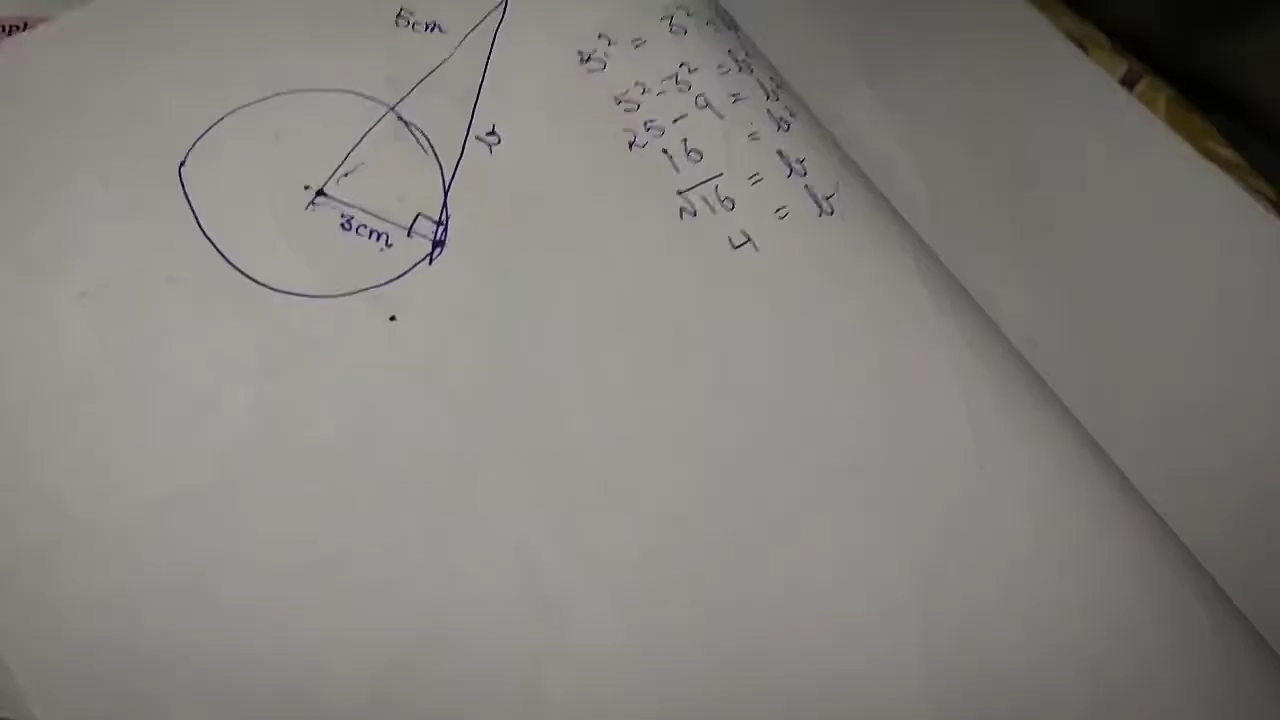 5cm
b
3cm
5² = 3²
5²-3² = b²
25-9 = b²
16 = b²
√16 = b
4 = b